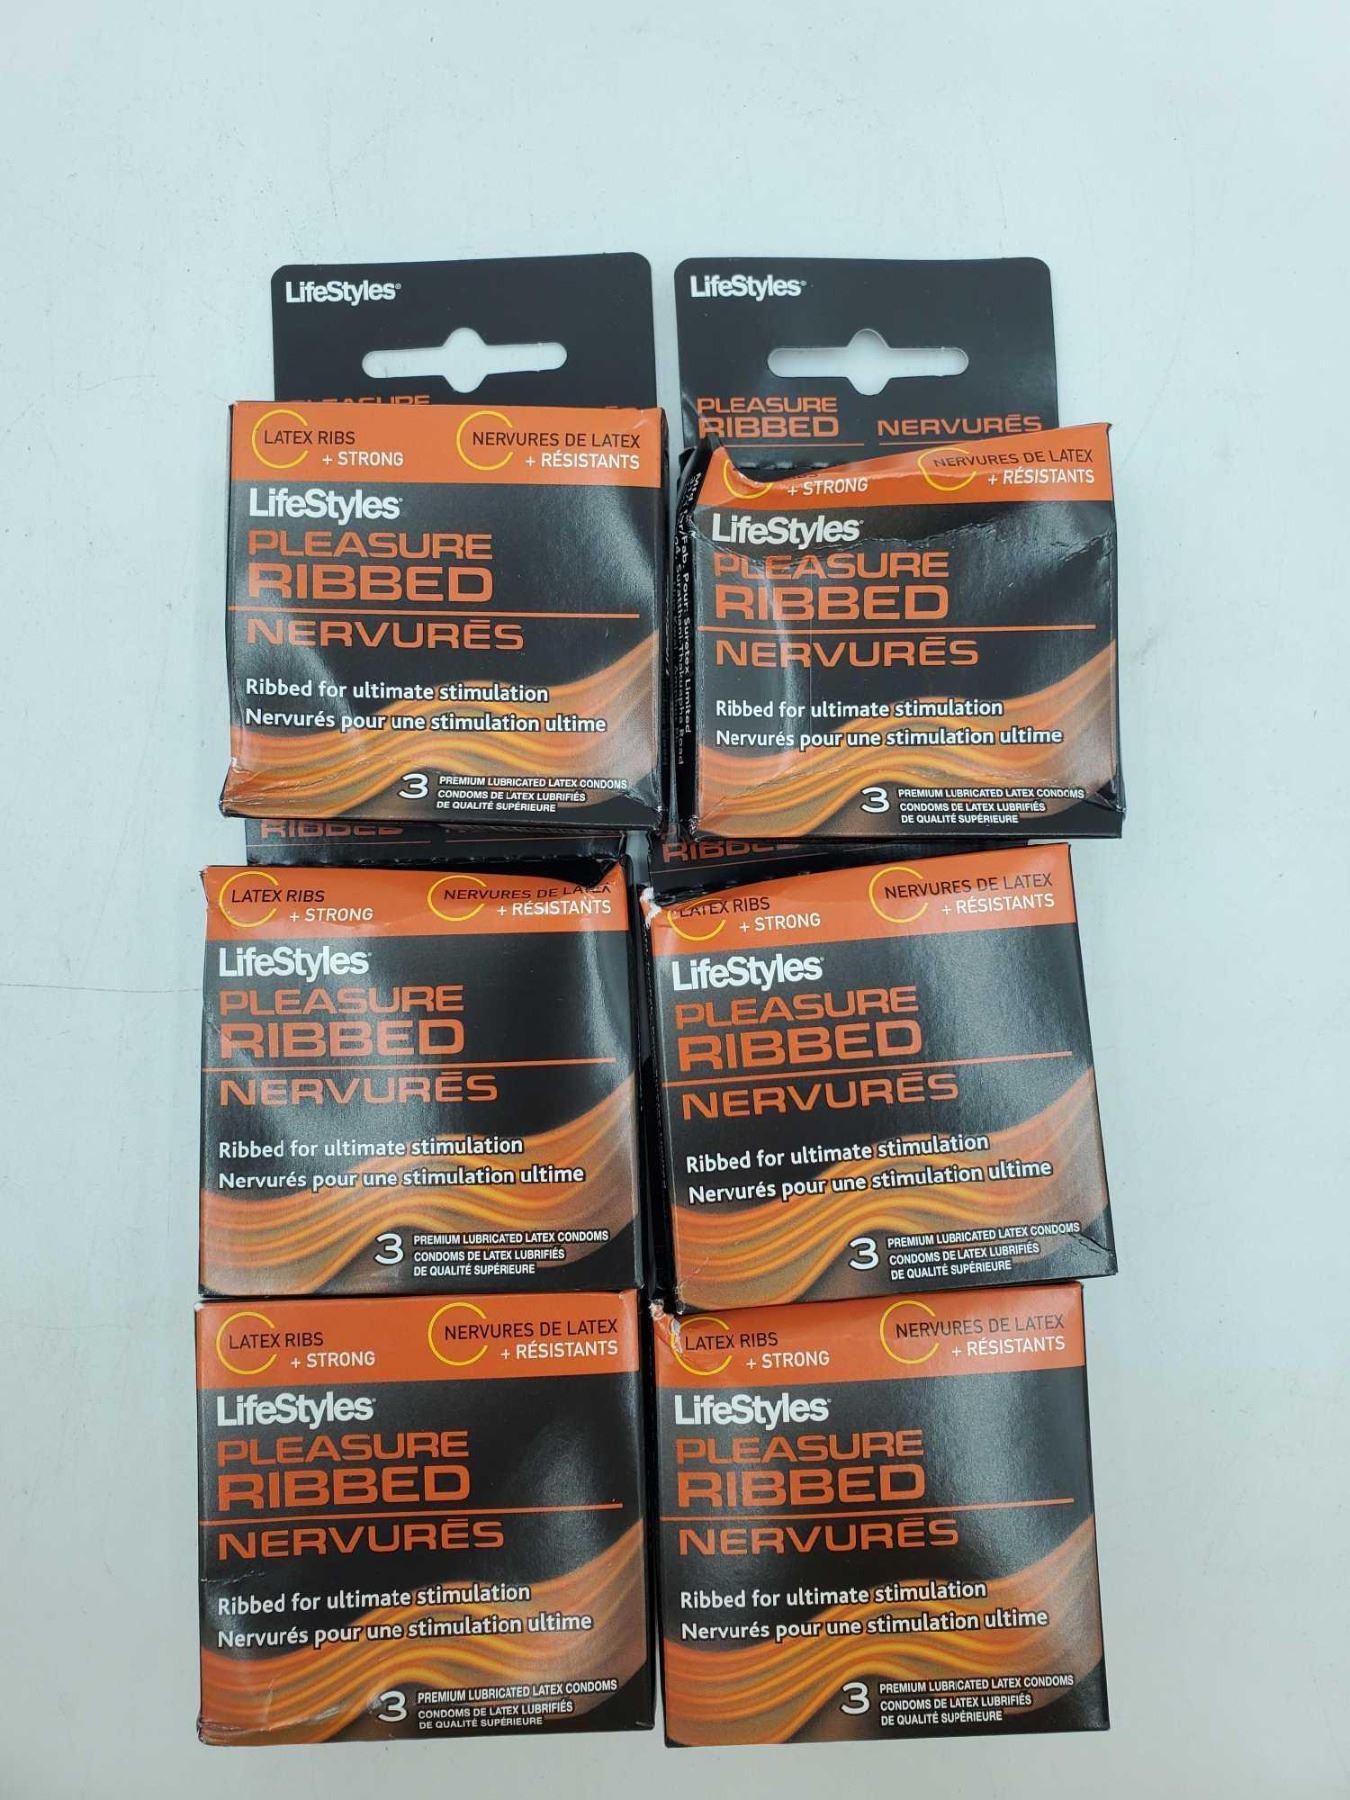 LifeStyles®
LATEX RIBS
+ STRONG
NERVURES DE LATEX
+ RÉSISTANTS
LifeStyles
PLEASURE
RIBBED
NERVURÉS
Ribbed for ultimate stimulation
Nervurés pour une stimulation ultime
3 PREMIUM LUBRICATED LATEX CONDOMS
CONDOMS DE LATEX LUBRIFIÉS
DE QUALITÉ SUPÉRIEURE
LifeStyles®
PLEASURE
RIBBED
NERVURÉS
+ STRONG
NERVURES DE LATEX
+ RÉSISTANTS
LifeStyles
PLEASURE
RIBBED
NERVURÉS
Ribbed for ultimate stimulation
Nervurés pour une stimulation ultime
3 PREMIUM LUBRICATED LATEX CONDOMS
CONDOMS DE LATEX LUBRIFIÉS
DE QUALITÉ SUPÉRIEURE
Pour: Suretex Limited
Suratthani-Takuapha Road
RIBBED
LATEX RIBS
+ STRONG
NERVURES DE LATEX
+ RÉSISTANTS
LifeStyles
PLEASURE
RIBBED
NERVURÉS
Ribbed for ultimate stimulation
Nervurés pour une stimulation ultime
3 PREMIUM LUBRICATED LATEX CONDOMS
CONDOMS DE LATEX LUBRIFIÉS
DE QUALITÉ SUPÉRIEURE
RIBBED
LATEX RIBS
+ STRONG
NERVURES DE LATEX
+ RÉSISTANTS
LifeStyles
PLEASURE
RIBBED
NERVURÉS
Ribbed for ultimate stimulation
Nervurés pour une stimulation ultime
3 PREMIUM LUBRICATED LATEX CONDOMS
CONDOMS DE LATEX LUBRIFIÉS
DE QUALITÉ SUPÉRIEURE
LATEX RIBS
+ STRONG
NERVURES DE LATEX
+ RÉSISTANTS
LifeStyles
PLEASURE
RIBBED
NERVURÉS
Ribbed for ultimate stimulation
Nervurés pour une stimulation ultime
3 PREMIUM LUBRICATED LATEX CONDOMS
CONDOMS DE LATEX LUBRIFIÉS
DE QUALITÉ SUPÉRIEURE
LATEX RIBS
+ STRONG
NERVURES DE LATEX
+ RÉSISTANTS
LifeStyles
PLEASURE
RIBBED
NERVURÉS
Ribbed for ultimate stimulation
Nervurés pour une stimulation ultime
3 PREMIUM LUBRICATED LATEX CONDOMS
CONDOMS DE LATEX LUBRIFIÉS
DE QUALITÉ SUPÉRIEURE